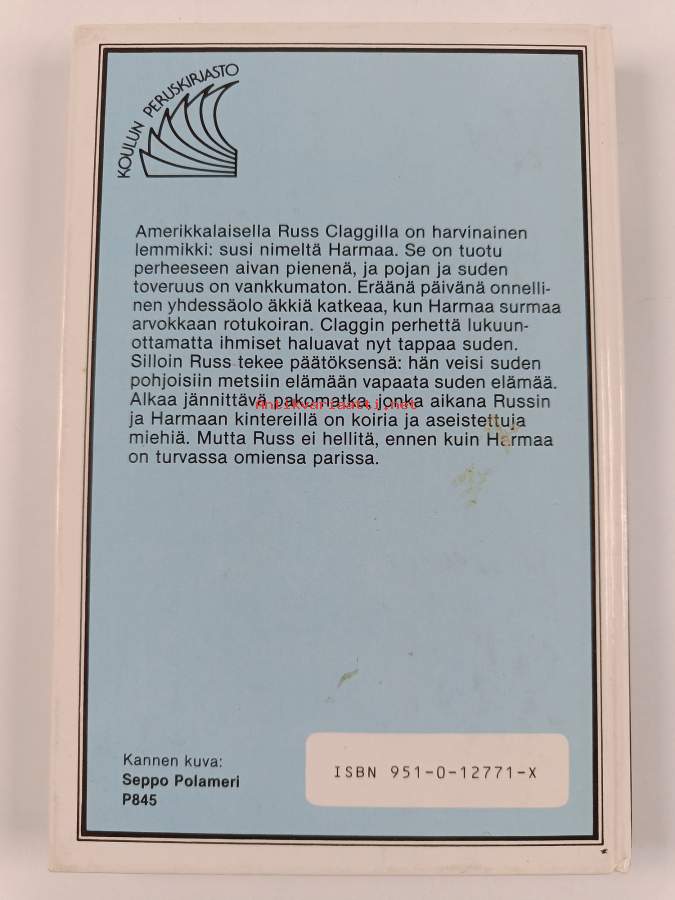 KOULUN PERUSKIRJASTO
Amerikkalaisella Russ Claggilla on harvinainen
lemmikki: susi nimeltä Harmaa. Se on tuotu
perheeseen aivan pienenä, ja pojan ja suden
toveruus on vankkumaton. Eräänä päivänä onnelli-
nen yhdessäolo äkkiä katkeaa, kun Harmaa surmaa
arvokkaan rotukoiran. Claggin perhettä lukuun-
ottamatta ihmiset haluavat nyt tappaa suden.
Silloin Russ tekee päätöksensä: hän veisi suden
pohjoisiin metsiin elämään vapaata suden elämää.
Alkaa jännittävä pakomatka, jonka aikana Russin
Antikvariaatti.net
ja Harmaan kintereillä on koiria ja aseistettuja
miehiä. Mutta Russ ei hellitä, ennen kuin Harmaa
on turvassa omiensa parissa.
Kannen kuva:
Seppo Polameri
P845
ISBN 951-0-12771-X